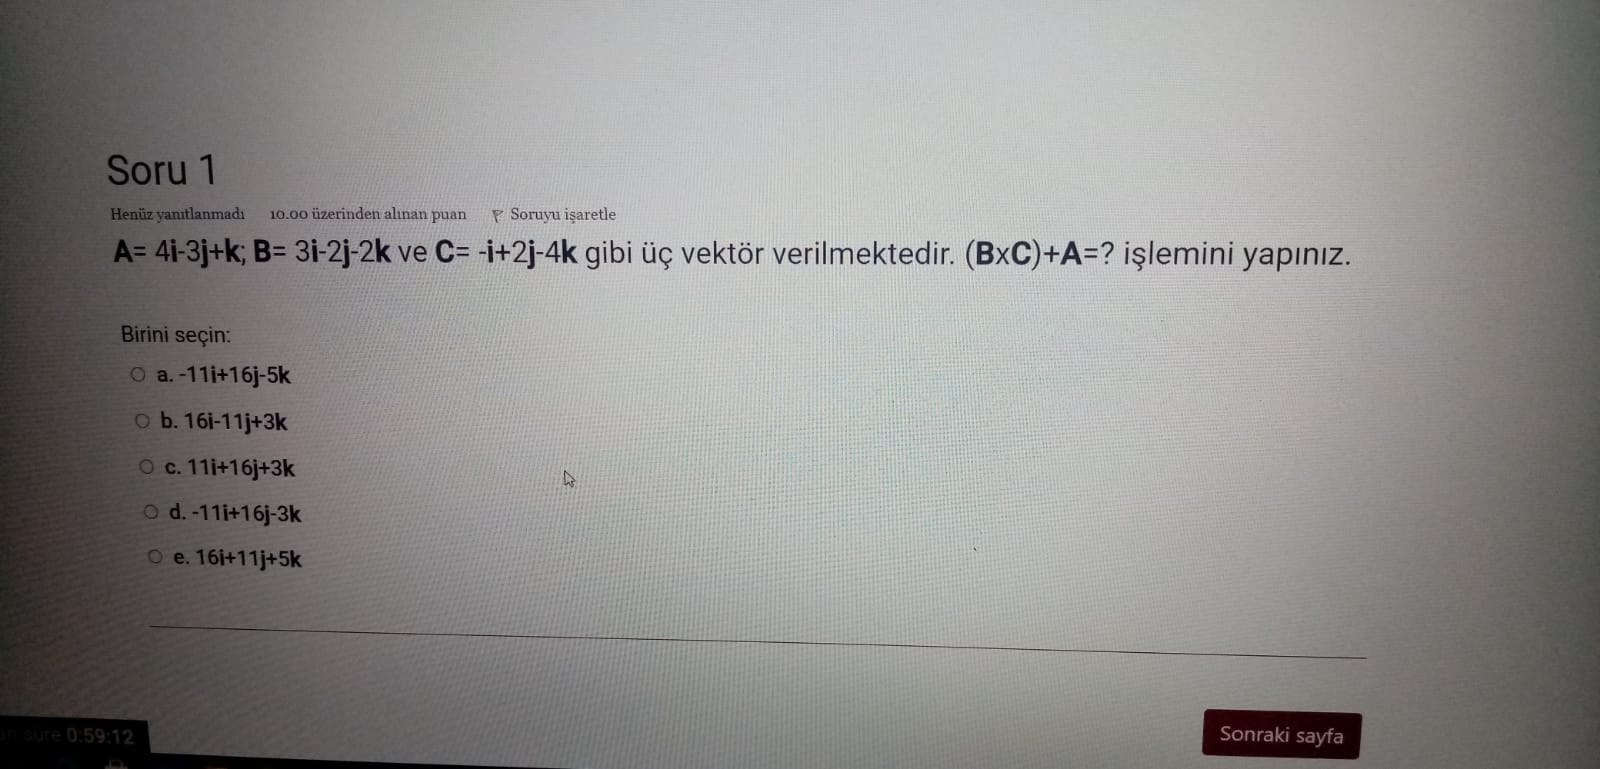 Soru 1
Henüz yanıtlanmadı 10.00 üzerinden alınan puan Soruyu işaretle
A= 4i-3j+k; B= 3i-2j-2k ve C= -i+2j-4k gibi üç vektör verilmektedir. (BxC)+A=? işlemini yapınız.
Birini seçin:
a. -11i+16j-5k
b. 16i-11j+3k
c. 11i+16j+3k
d. -11i+16j-3k
e. 16i+11j+5k
süre 0:59:12
Sonraki sayfa